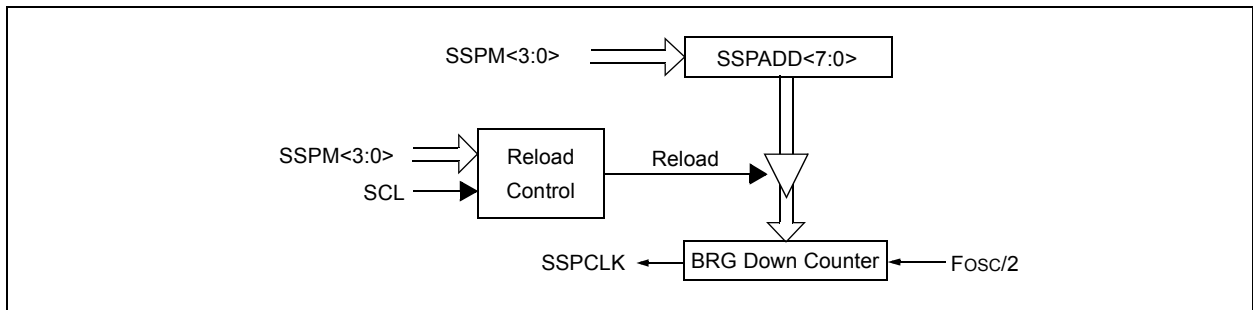 SSPM<3:0>
SSPADD<7:0>
SSPM<3:0>
SCL
Reload
Control
Reload
SSPCLK
BRG Down Counter
FOSC/2